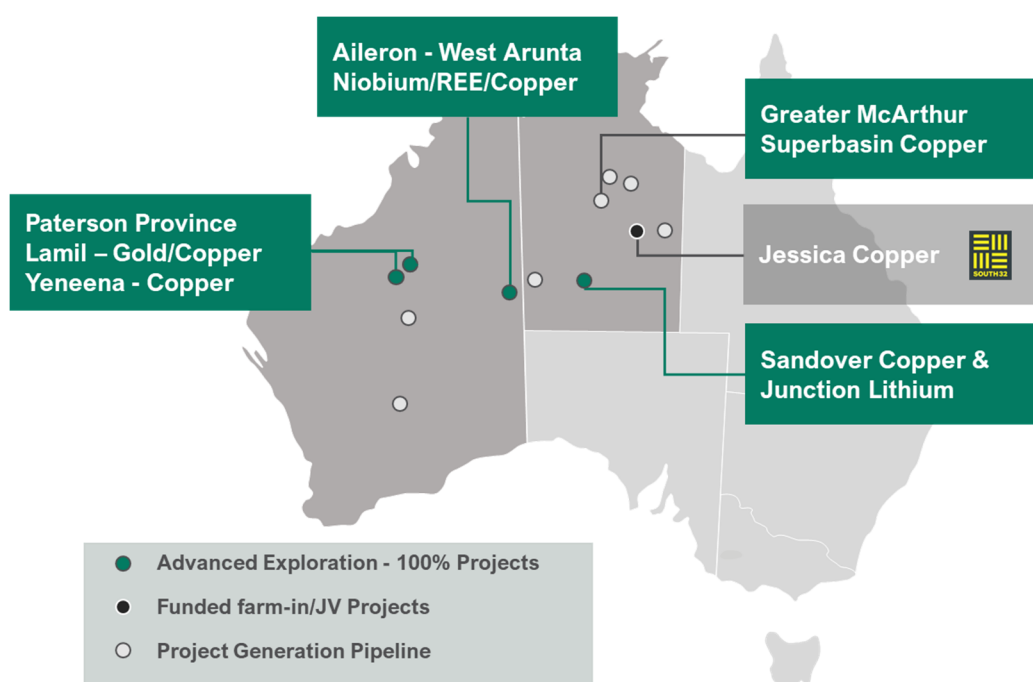 Aileron - West Arunta
Niobium/REE/Copper
Greater McArthur
Superbasin Copper
Paterson Province
Lamil – Gold/Copper
Yeneena - Copper
Jessica Copper
SOUTH32
Sandover Copper &
Junction Lithium
Advanced Exploration - 100% Projects
Funded farm-in/JV Projects
Project Generation Pipeline